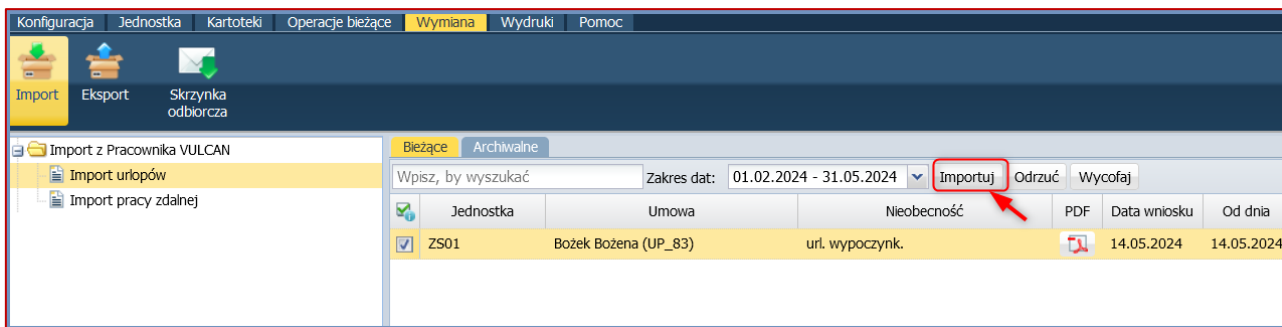 Konfiguracja Jednostka Kartoteki Operacje bieżące Wymiana Wydruki Pomoc
Import Eksport Skrzynka odbiorcza
Import z Pracownika VULCAN
Import urlopów
Import pracy zdalnej
Bieżące Archiwalne
Wpisz, by wyszukać Zakres dat: 01.02.2024 - 31.05.2024 Importuj Odrzuć Wycofaj
Jednostka Umowa Nieobecność PDF Data wniosku Od dnia
ZS01 Bożek Bożena (UP_83) url. wypoczynk. 14.05.2024 14.05.2024